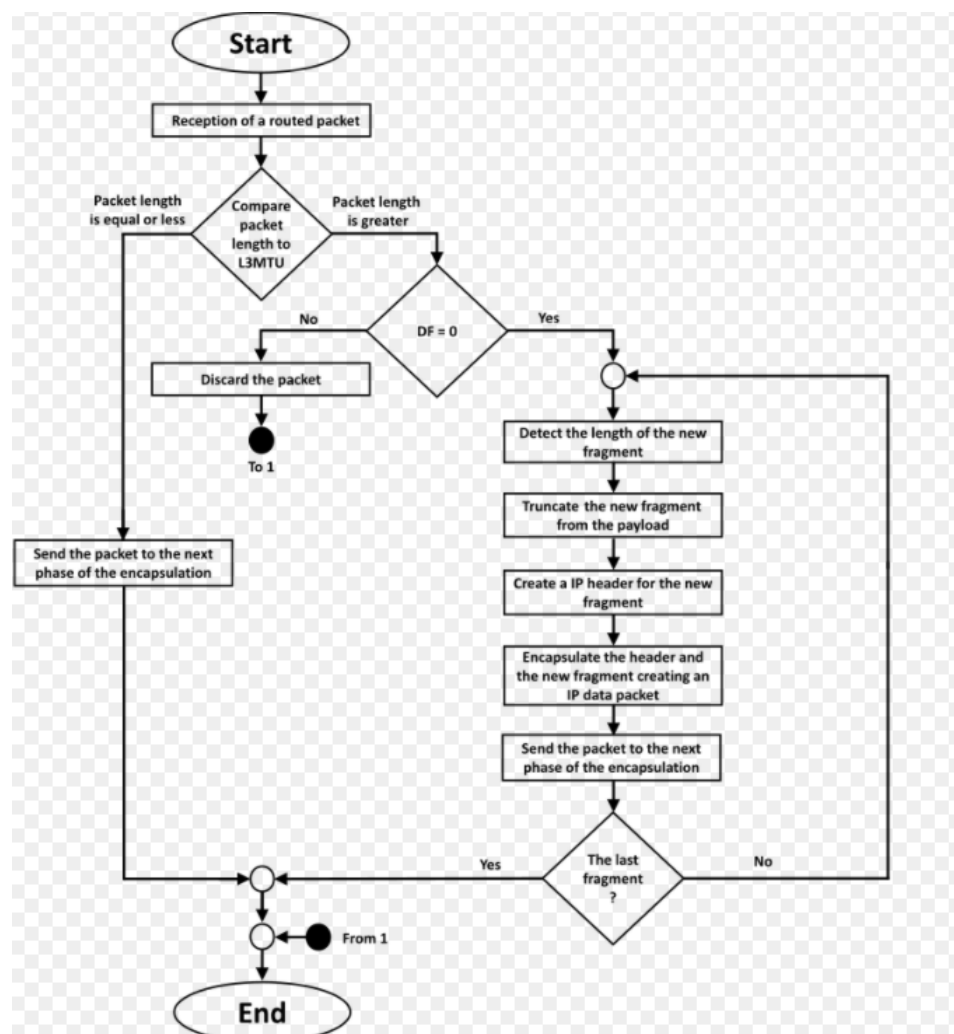 Start
Reception of a routed packet
Packet length
is equal or less
Compare
packet
length to
L3MTU
Packet length
is greater
No
DF = 0
Yes
Discard the packet
To 1
Detect the length of the new
fragment
Truncate the new fragment
from the payload
Send the packet to the next
phase of the encapsulation
Create a IP header for the new
fragment
Encapsulate the header and
the new fragment creating an
IP data packet
Send the packet to the next
phase of the encapsulation
Yes
The last
fragment
?
No
From 1
End